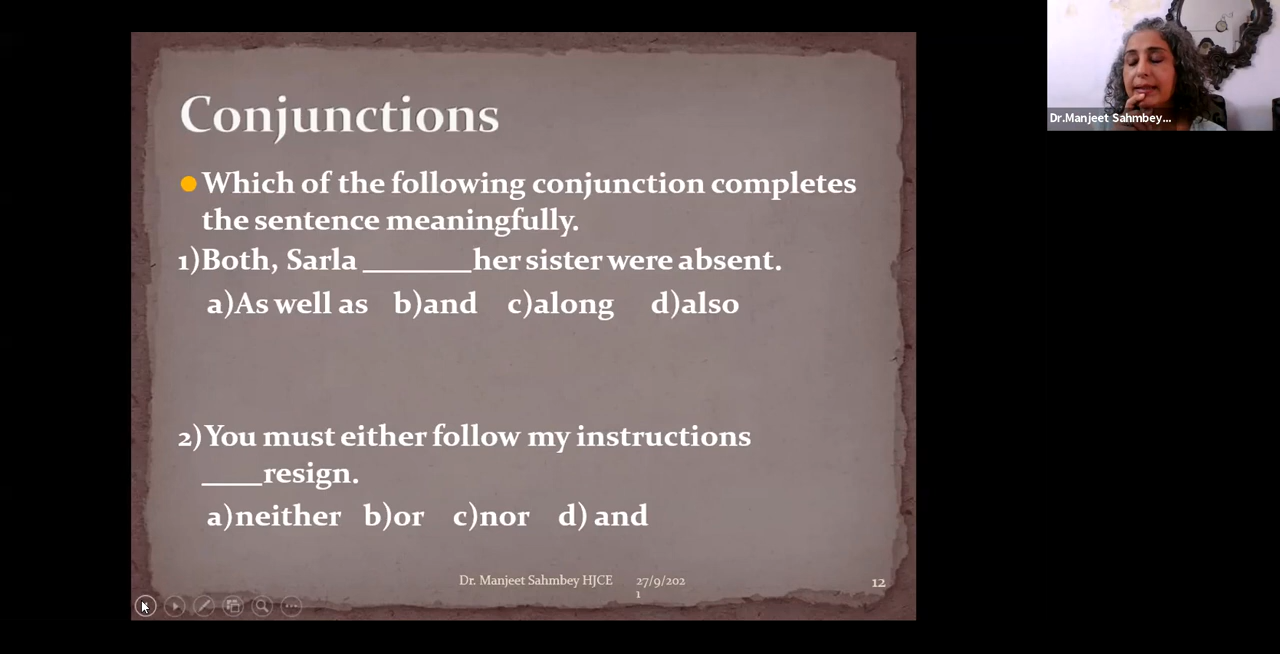 Conjunctions
Which of the following conjunction completes
the sentence meaningfully.
1)Both, Sarla ________her sister were absent.
a)As well as b)and c)along d)also
2)You must either follow my instructions
____resign.
a)neither b)or c)nor d) and
Dr. Manjeet Sahmbey HJCE 27/9/202
1
12
Dr.Manjeet Sahmbey...